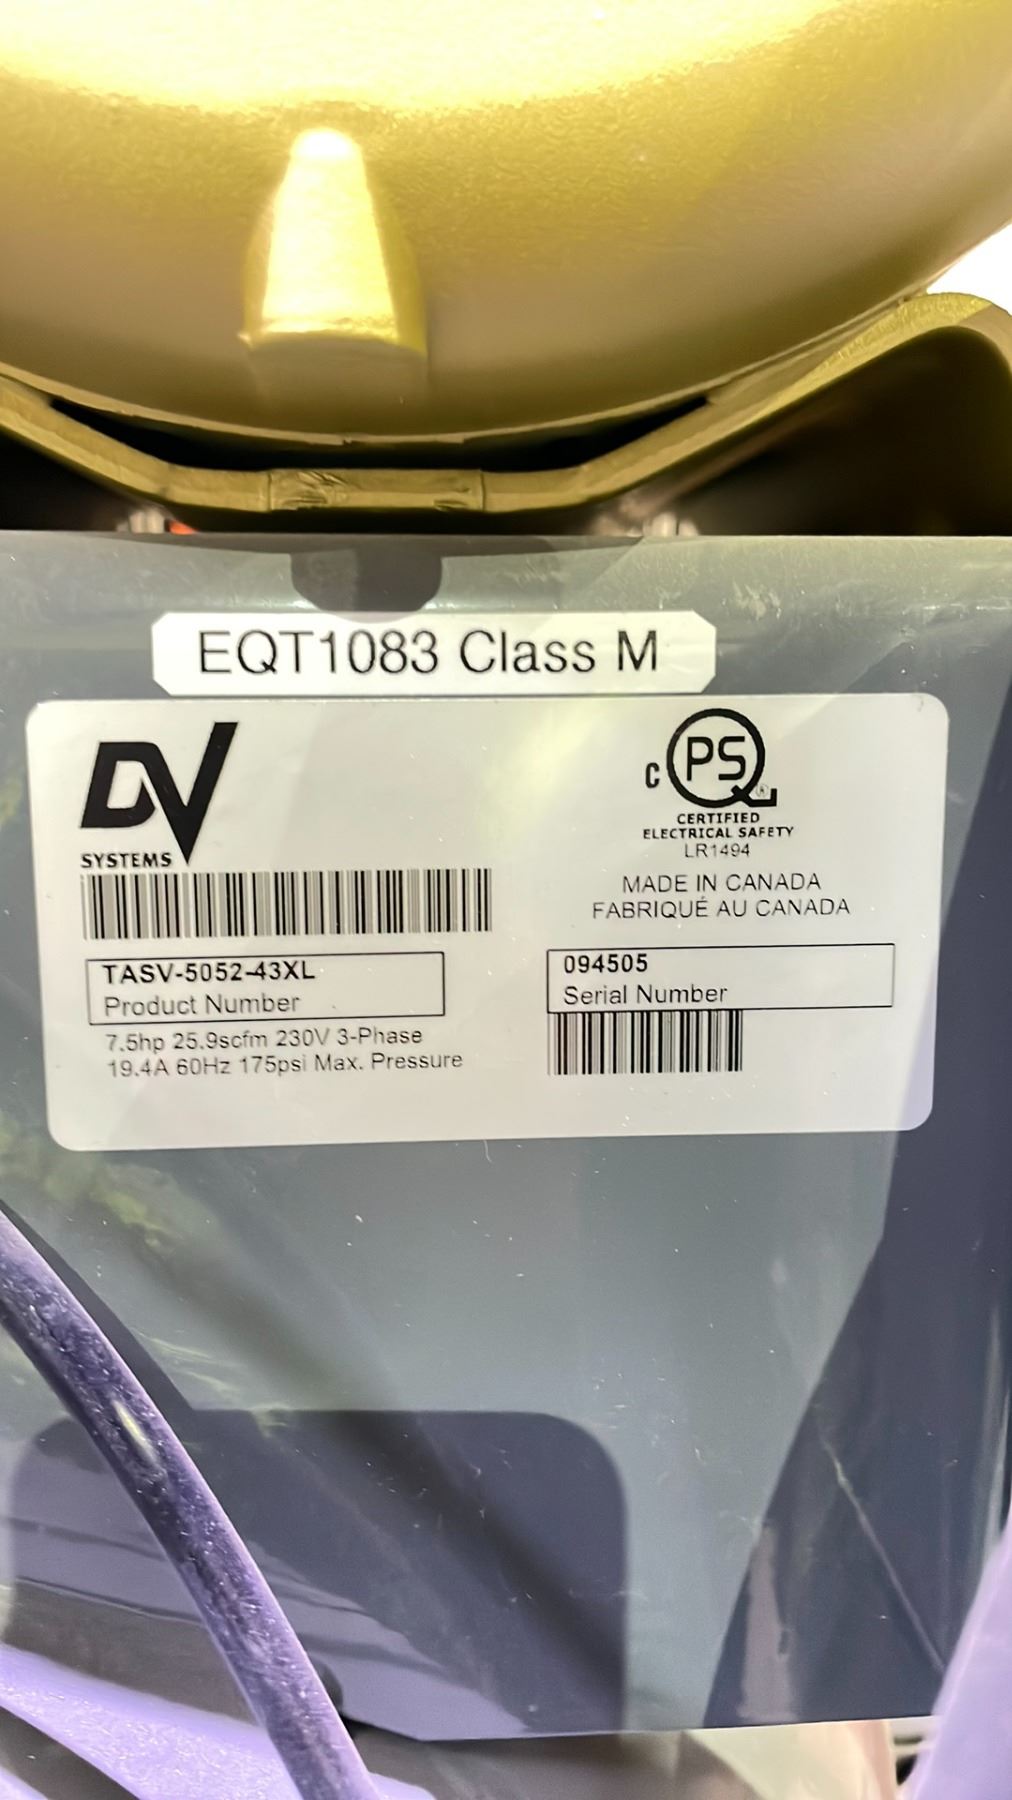 EQT1083 Class M
DV
SYSTEMS
c PS ®
CERTIFIED
ELECTRICAL SAFETY
LR1494
MADE IN CANADA
FABRIQUÉ AU CANADA
TASV-5052-43XL
Product Number
7.5hp 25.9scfm 230V 3-Phase
19.4A 60Hz 175psi Max. Pressure
094505
Serial Number